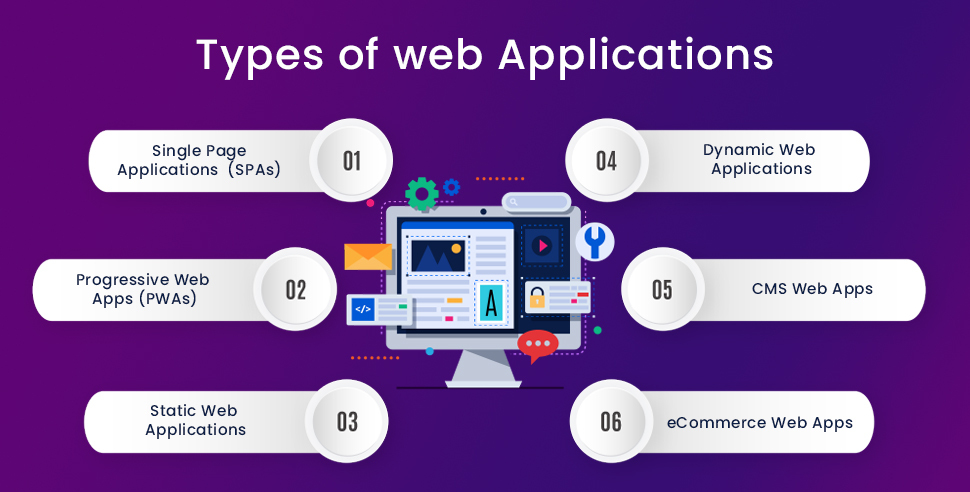 Types of web Applications
01
Single Page
Applications (SPAs)
02
Progressive Web
Apps (PWAs)
03
Static Web
Applications
04
Dynamic Web
Applications
05
CMS Web Apps
06
eCommerce Web Apps
</>
A